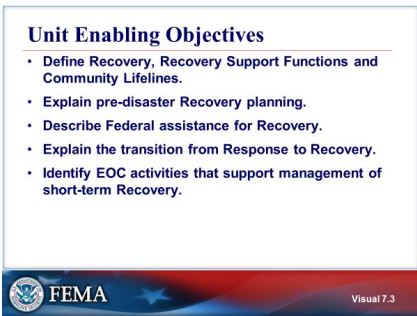 Unit Enabling Objectives
• Define Recovery, Recovery Support Functions and
Community Lifelines.
• Explain pre-disaster Recovery planning.
• Describe Federal assistance for Recovery.
• Explain the transition from Response to Recovery.
• Identify EOC activities that support management of
short-term Recovery.
FEMA
Visual 7.3